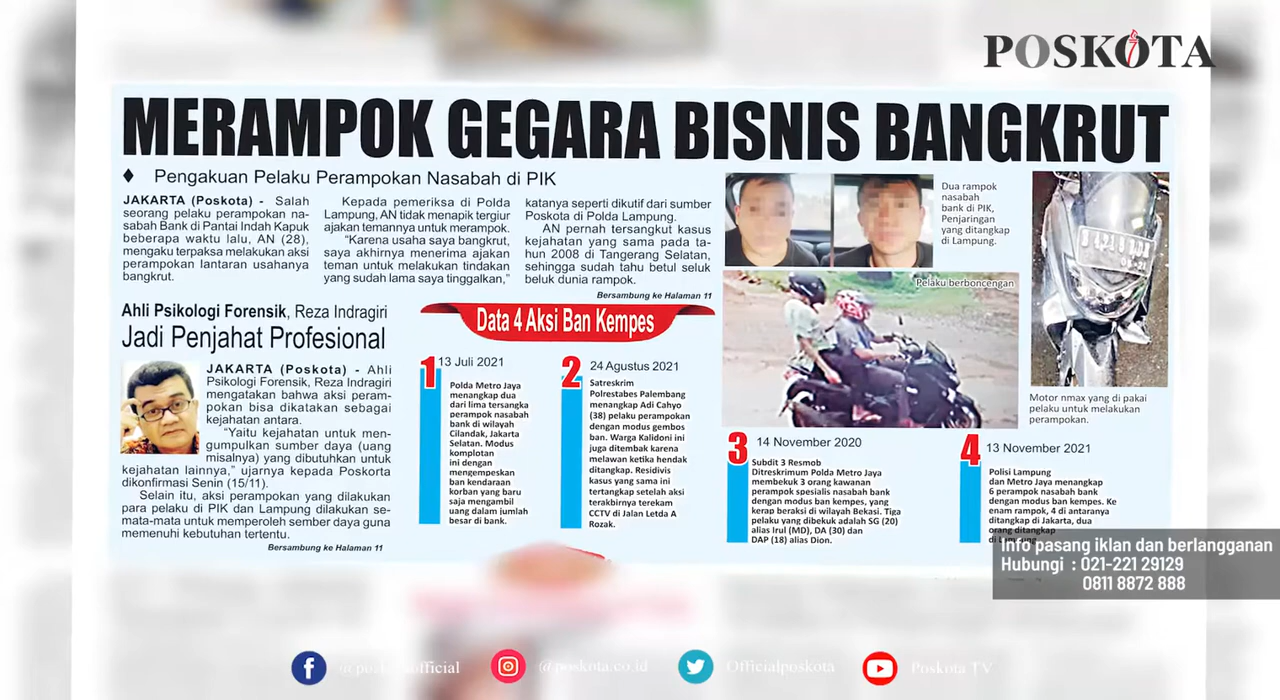 POSKOTA
MERAMPOK GEGARA BISNIS BANGKRUT
♦ Pengakuan Pelaku Perampokan Nasabah di PIK
JAKARTA (Poskota) - Salah
seorang pelaku perampokan na-
sabah Bank di Pantai Indah Kapuk
beberapa waktu lalu, AN (28),
mengaku terpaksa melakukan aksi
perampokan lantaran usahanya
bangkrut.
Kepada pemeriksa di Polda
Lampung, AN tidak menapik tergiur
ajakan temannya untuk merampok.
"Karena usaha saya bangkrut,
saya akhirnya menerima ajakan
teman untuk melakukan tindakan
yang sudah lama saya tinggalkan,"
katanya seperti dikutif dari sumber
Poskota di Polda Lampung.
AN pernah tersangkut kasus
kejahatan yang sama pada ta-
hun 2008 di Tangerang Selatan,
sehingga sudah tahu betul seluk
beluk dunia rampok.
Bersambung ke Halaman 11
Dua rampok
nasabah
bank di PIK,
Penjaringan
yang ditangkap
di Lampung.
Pelaku berboncengan
Motor nmax yang di pakai
pelaku untuk melakukan
perampokan.
Ahli Psikologi Forensik, Reza Indragiri
Jadi Penjahat Profesional
JAKARTA (Poskota) - Ahli
Psikologi Forensik, Reza Indragiri
mengatakan bahwa aksi peram-
pokan bisa dikatakan sebagai
kejahatan antara.
"Yaitu kejahatan untuk men-
gumpulkan sumber daya (uang
misalnya) yang dibutuhkan untuk
kejahatan lainnya," ujarnya kepada Poskorta
dikonfirmasi Senin (15/11).
Selain itu, aksi perampokan yang dilakukan
para pelaku di PIK dan Lampung dilakukan se-
mata-mata untuk memperoleh sember daya guna
memenuhi kebutuhan tertentu.
Bersambung ke Halaman 11
Data 4 Aksi Ban Kempes
1 13 Juli 2021
Polda Metro Jaya
menangkap dua
dari lima tersangka
perampok nasabah
bank di wilayah
Cilandak, Jakarta
Selatan. Modus
komplotan
ini dengan
mengempeskan
ban kendaraan
korban yang baru
saja mengambil
uang dalam jumlah
besar di bank.
2 24 Agustus 2021
Satreskrim
Polrestabes Palembang
menangkap Adi Cahyo
(38) pelaku perampokan
dengan modus gembos
ban. Warga Kalidoni ini
juga ditembak karena
melawan ketika hendak
ditangkap. Residivis
kasus yang sama ini
tertangkap setelah aksi
terakbirnya terekam
CCTV di Jalan Letda A
Rozak.
3 14 November 2020
Subdit 3 Resmob
Ditreskrimum Polda Metro Jaya
membekuk 3 orang kawanan
perampok spesialis nasabah bank
dengan modus ban kempes, yang
kerap beraksi di wilayah Bekasi. Tiga
pelaku yang dibekuk adalah SG (20)
alias Irul (MD), DA (30) dan
DAP (18) alias Dion.
4 13 November 2021
Polisi Lampung
dan Metro Jaya menangkap
6 perampok nasabah bank
dengan modus ban kempes. Ke
enam rampok, 4 di antaranya
ditangkap di Jakarta, dua
orang ditangkap
di Lampung.
Info pasang iklan dan berlangganan
Hubungi : 021-221 29129
0811 8872 888
@poskota.co.id
Officialposkota
Poskota TV